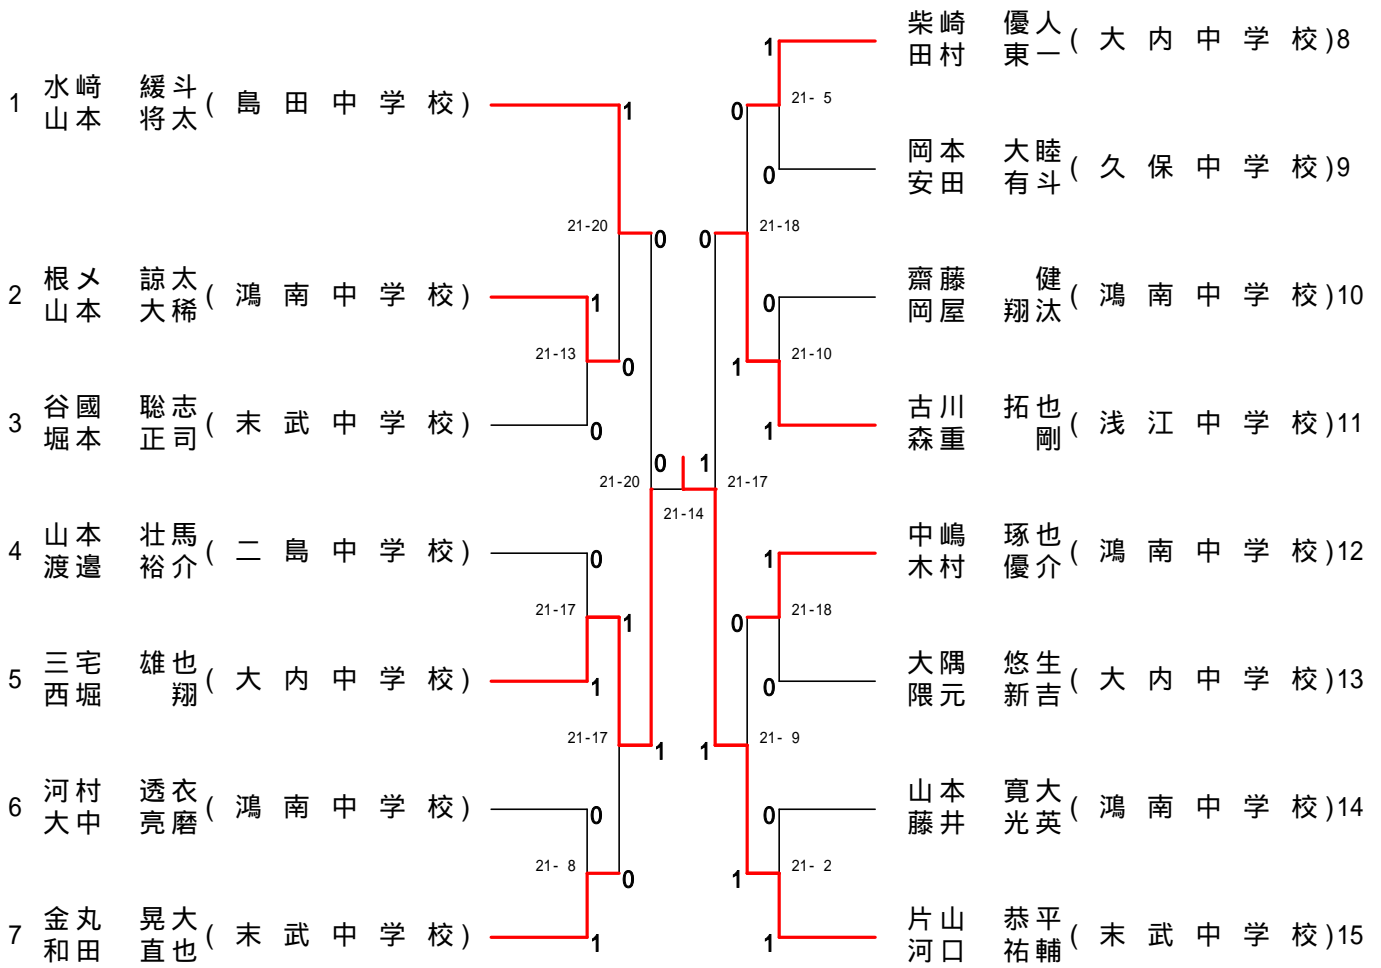 1 水﨑 緩斗
山本 将太 ( 島田中学校 )
2 根〆 諒太
山本 大稀 ( 鴻南中学校 )
3 谷國 聡志
堀本 正司 ( 末武中学校 )
4 山本 壮馬
渡邉 裕介 ( 二島中学校 )
5 三宅 雄也
西堀 翔 ( 大内中学校 )
6 河村 透衣
大中 亮磨 ( 鴻南中学校 )
7 金丸 晃大
和田 直也 ( 末武中学校 )
1
21-20
0
1
21-13
0
0
0
21-20
0
21-17
1
1
21-17
1
0
21- 8
0
1
0 1
21-14
1
21- 5
0
0
0
21-18
0
21-10
1
1
21-17
1
21-18
0
0
1
21- 9
0
21- 2
1
1
柴崎 優人
田村 東一 ( 大内中学校 ) 8
岡本 大睦
安田 有斗 ( 久保中学校 ) 9
齋藤 健
岡屋 翔汰 ( 鴻南中学校 ) 10
古川 拓也
森重 剛 ( 浅江中学校 ) 11
中嶋 琢也
木村 優介 ( 鴻南中学校 ) 12
大隅 悠生
隈元 新吉 ( 大内中学校 ) 13
山本 寛大
藤井 光英 ( 鴻南中学校 ) 14
片山 恭平
河口 祐輔 ( 末武中学校 ) 15